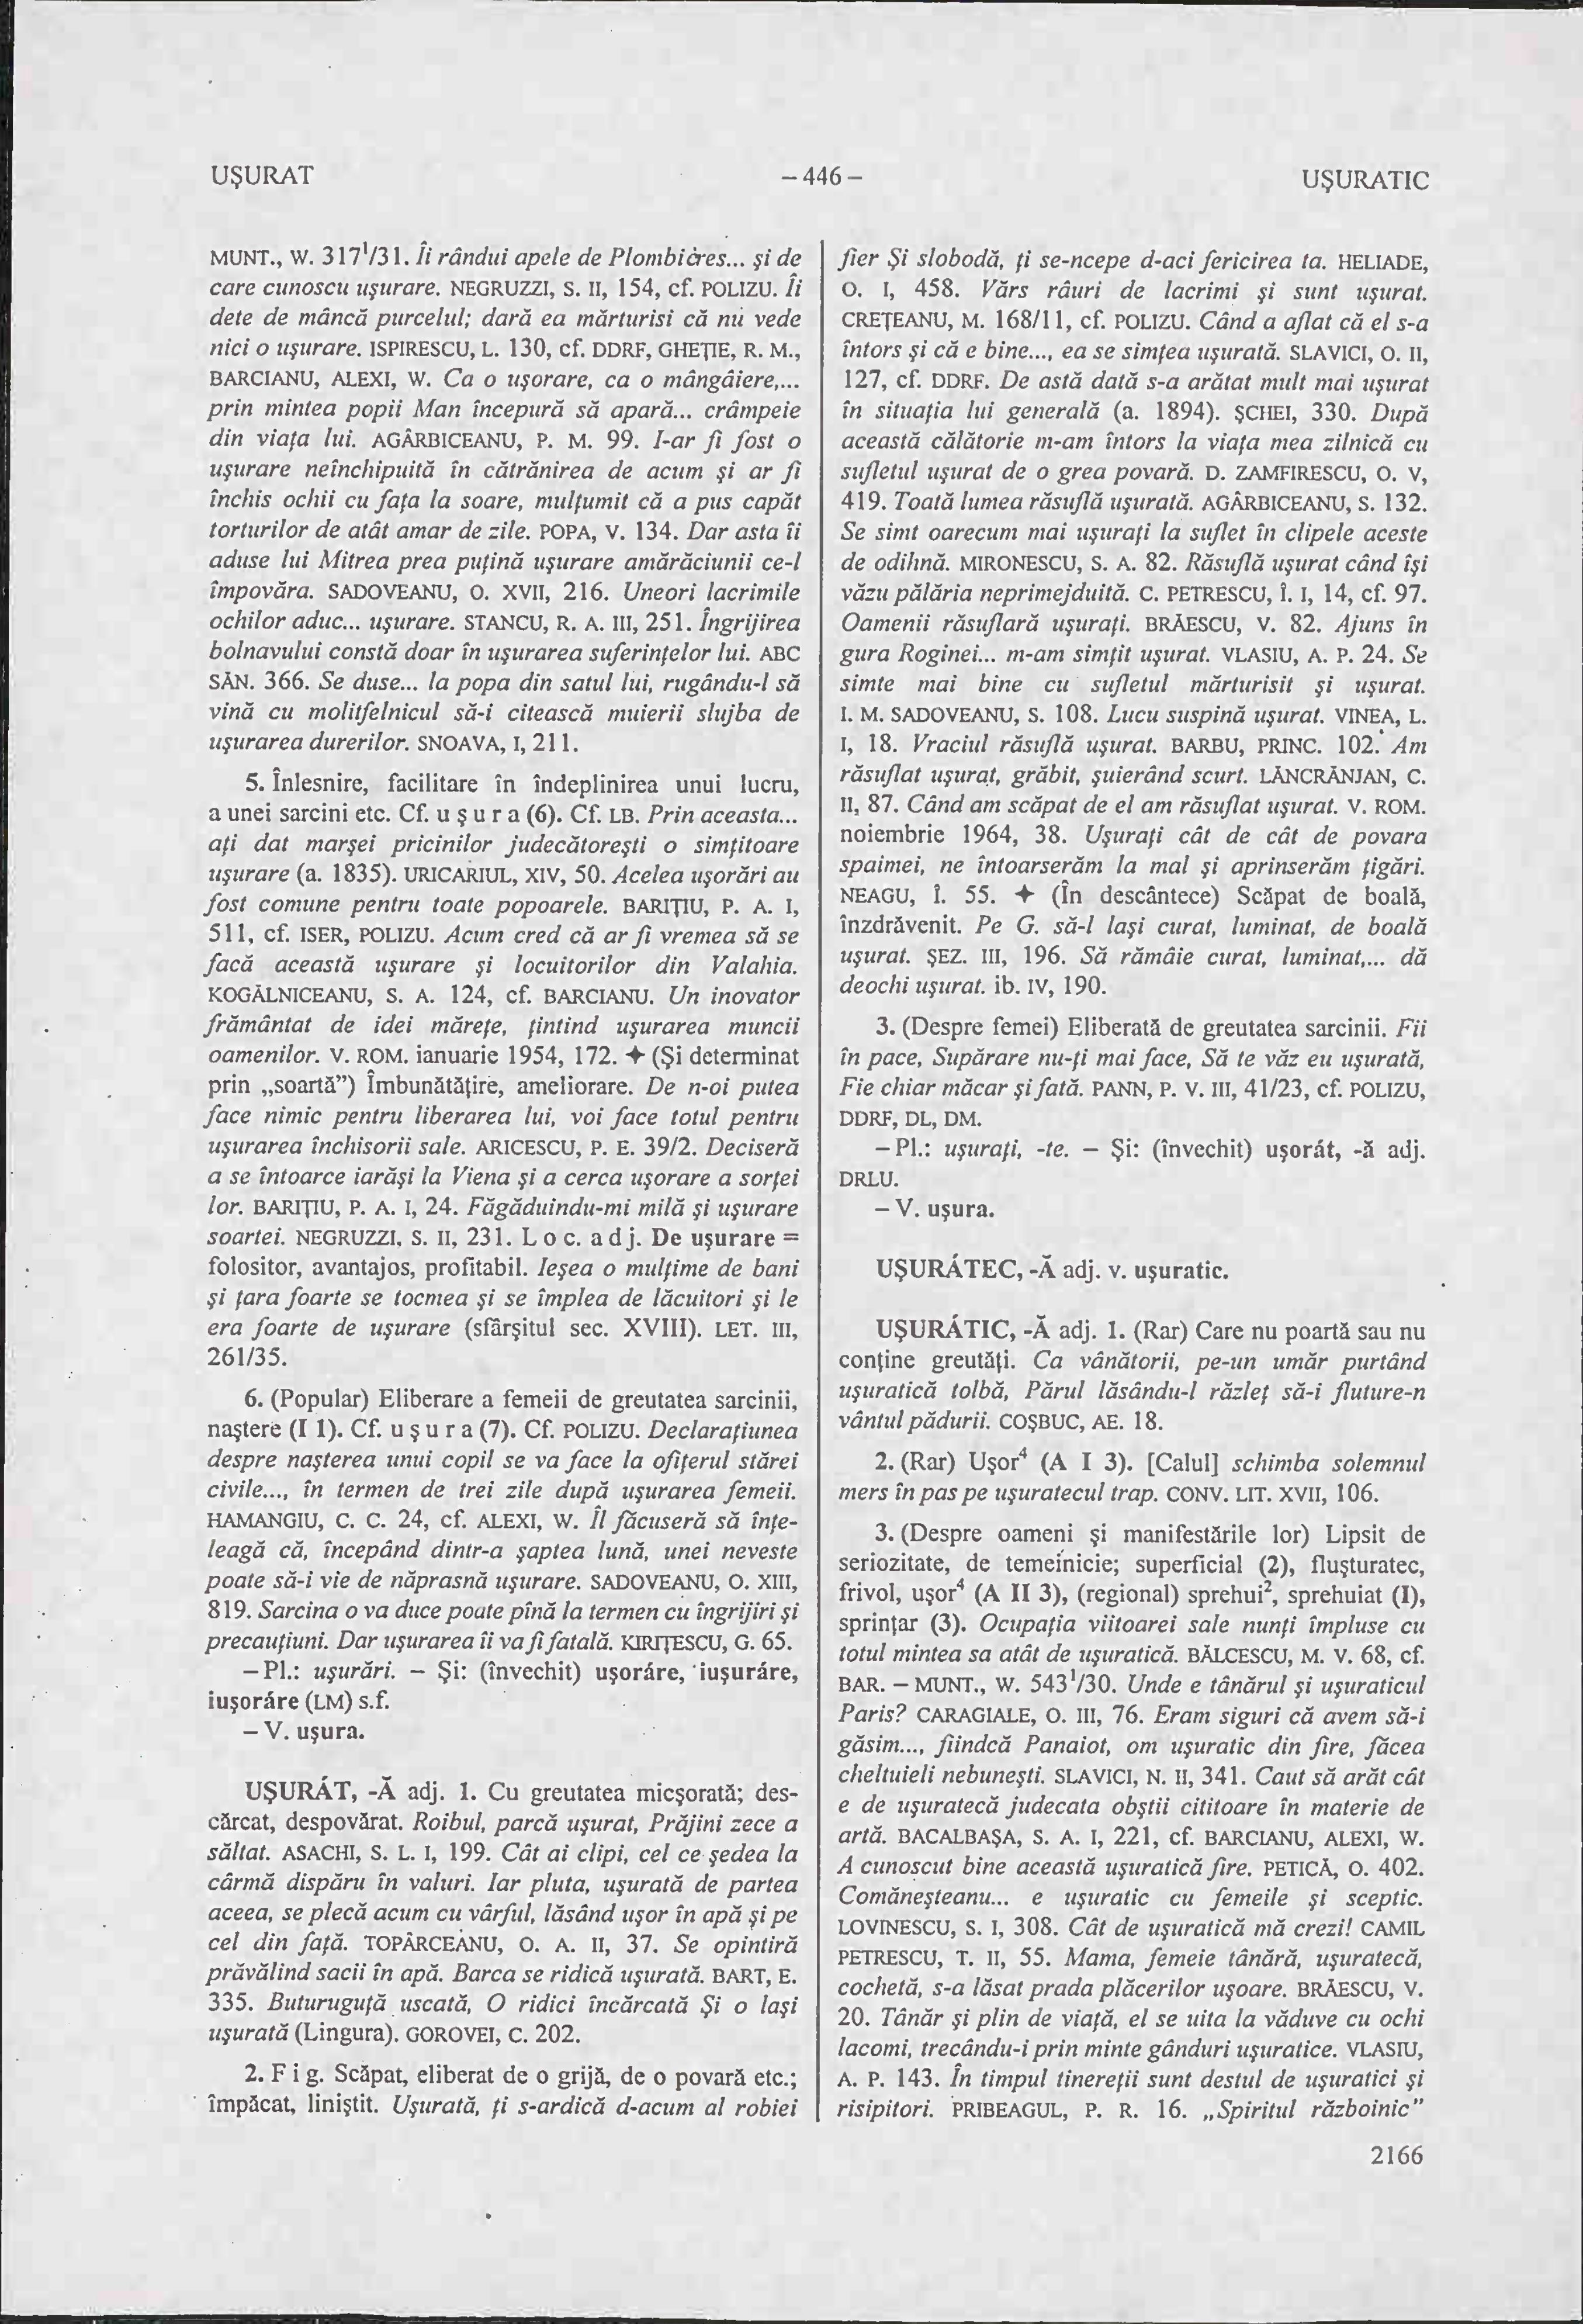 UŞURAT
– 446 –
UŞURATIC
MUNT., W. 317¹/31. Îi rândui apele de Plombières... şi de
care cunoscu uşurare. NEGRUZZI, S. II, 154, cf. POLIZU. Îi
dete de mâncă purcelul; dară ea mărturisi că nu vede
nici o uşurare. ISPIRESCU, L. 130, cf. DDRF, GHEŢIE, R. M.,
BARCIANU, ALEXI, W. Ca o uşorare, ca o mângâiere,...
prin mintea popii Man începură să apară... crâmpeie
din viaţa lui. AGÂRBICEANU, P. M. 99. I-ar fi fost o
uşurare neînchipuită în cătrănirea de acum şi ar fi
închis ochii cu faţa la soare, mulţumit că a pus capăt
torturilor de atât amar de zile. POPA, V. 134. Dar asta îi
aduse lui Mitrea prea puţină uşurare amărăciunii ce-l
împovăra. SADOVEANU, O. XVII, 216. Uneori lacrimile
ochilor aduc... uşurare. STANCU, R. A. III, 251. Îngrijirea
bolnavului constă doar în uşurarea suferinţelor lui. ABC
SĂN. 366. Se duse... la popa din satul lui, rugându-l să
vină cu molitfelnicul să-i citească muierii slujba de
uşurarea durerilor. SNOAVA, I, 211.
5. Înlesnire, facilitare în îndeplinirea unui lucru,
a unei sarcini etc. Cf. u ş u r a (6). Cf. LB. Prin aceasta...
aţi dat marşei pricinilor judecătoreşti o simţitoare
uşurare (a. 1835). URICARIUL, XIV, 50. Acelea uşorări au
fost comune pentru toate popoarele. BARIŢIU, P. A. I,
511, cf. ISER, POLIZU. Acum cred că ar fi vremea să se
facă această uşurare şi locuitorilor din Valahia.
KOGĂLNICEANU, S. A. 124, cf. BARCIANU. Un inovator
frământat de idei măreţe, ţintind uşurarea muncii
oamenilor. V. ROM. ianuarie 1954, 172. ✦ (Şi determinat
prin „soartă”) Îmbunătăţire, ameliorare. De n-oi putea
face nimic pentru liberarea lui, voi face totul pentru
uşurarea închisorii sale. ARICESCU, P. E. 39/2. Deciseră
a se întoarce iarăşi la Viena şi a cerca uşorare a sorţei
lor. BARIŢIU, P. A. I, 24. Făgăduindu-mi milă şi uşurare
soartei. NEGRUZZI, S. II, 231. L o c. a d j. De uşurare =
folositor, avantajos, profitabil. Ieşea o mulţime de bani
şi ţara foarte se tocmea şi se împlea de lăcuitori şi le
era foarte de uşurare (sfârşitul sec. XVIII). LET. III,
261/35.
6. (Popular) Eliberare a femeii de greutatea sarcinii,
naştere (I 1). Cf. u ş u r a (7). Cf. POLIZU. Declaraţiunea
despre naşterea unui copil se va face la ofiţerul stărei
civile..., în termen de trei zile după uşurarea femeii.
HAMANGIU, C. C. 24, cf. ALEXI, W. Îl făcuseră să înţe-
leagă că, începând dintr-a şaptea lună, unei neveste
poate să-i vie de năprasnă uşurare. SADOVEANU, O. XIII,
819. Sarcina o va duce poate pînă la termen cu îngrijiri şi
precauţiuni. Dar uşurarea îi va fi fatală. KIRIŢESCU, G. 65.
– Pl.: uşurări. – Şi: (învechit) uşoráre, iuşuráre,
iuşoráre (LM) s.f.
– V. uşura.
UŞURÁT, -Ă adj. 1. Cu greutatea micşorată; des-
cărcat, despovărat. Roibul, parcă uşurat, Prăjini zece a
săltat. ASACHI, S. L. I, 199. Cât ai clipi, cel ce şedea la
cârmă dispăru în valuri. Iar pluta, uşurată de partea
aceea, se plecă acum cu vârful, lăsând uşor în apă şi pe
cel din faţă. TOPÂRCEANU, O. A. II, 37. Se opintiră
prăvălind sacii în apă. Barca se ridică uşurată. BART, E.
335. Buturuguţă uscată, O ridici încărcată Şi o laşi
uşurată (Lingura). GOROVEI, C. 202.
2. F i g. Scăpat, eliberat de o grijă, de o povară etc.;
împăcat, liniştit. Uşurată, ţi s-ardică d-acum al robiei
fier Şi slobodă, ţi se-ncepe d-aci fericirea ta. HELIADE,
O. I, 458. Vărs râuri de lacrimi şi sunt uşurat.
CREŢEANU, M. 168/11, cf. POLIZU. Când a aflat că el s-a
întors şi că e bine..., ea se simţea uşurată. SLAVICI, O. II,
127, cf. DDRF. De astă dată s-a arătat mult mai uşurat
în situaţia lui generală (a. 1894). ŞCHEI, 330. După
această călătorie m-am întors la viaţa mea zilnică cu
sufletul uşurat de o grea povară. D. ZAMFIRESCU, O. V,
419. Toată lumea răsuflă uşurată. AGÂRBICEANU, S. 132.
Se simt oarecum mai uşuraţi la suflet în clipele aceste
de odihnă. MIRONESCU, S. A. 82. Răsuflă uşurat când îşi
văzu pălăria neprimejduită. C. PETRESCU, Î. I, 14, cf. 97.
Oamenii răsuflară uşuraţi. BRĂESCU, V. 82. Ajuns în
gura Roginei... m-am simţit uşurat. VLASIU, A. P. 24. Se
simte mai bine cu sufletul mărturisit şi uşurat.
I. M. SADOVEANU, S. 108. Lucu suspină uşurat. VINEA, L.
I, 18. Vraciul răsuflă uşurat. BARBU, PRINC. 102. Am
răsuflat uşurat, grăbit, şuierând scurt. LĂNCRĂNJAN, C.
II, 87. Când am scăpat de el am răsuflat uşurat. V. ROM.
noiembrie 1964, 38. Uşuraţi cât de cât de povara
spaimei, ne întoarserăm la mal şi aprinserăm ţigări.
NEAGU, Î. 55. ✦ (În descântece) Scăpat de boală,
înzdrăvenit. Pe G. să-l laşi curat, luminat, de boală
uşurat. ŞEZ. III, 196. Să rămâie curat, luminat,... dă
deochi uşurat. ib. IV, 190.
3. (Despre femei) Eliberată de greutatea sarcinii. Fii
în pace, Supărare nu-ţi mai face, Să te văz eu uşurată,
Fie chiar măcar şi fată. PANN, P. V. III, 41/23, cf. POLIZU,
DDRF, DL, DM.
– Pl.: uşuraţi, -te. – Şi: (învechit) uşorát, -ă adj.
DRLU.
– V. uşura.
UŞURÁTEC, -Ă adj. v. uşuratic.
UŞURÁTIC, -Ă adj. 1. (Rar) Care nu poartă sau nu
conţine greutăţi. Ca vânătorii, pe-un umăr purtând
uşuratică tolbă, Părul lăsându-l răzleţ să-i fluture-n
vântul pădurii. COŞBUC, AE. 18.
2. (Rar) Uşor⁴ (A I 3). [Calul] schimba solemnul
mers în pas pe uşuratecul trap. CONV. LIT. XVII, 106.
3. (Despre oameni şi manifestările lor) Lipsit de
seriozitate, de temeinicie; superficial (2), fluşturatec,
frivol, uşor⁴ (A II 3), (regional) sprehui², sprehuiat (I),
sprinţar (3). Ocupaţia viitoarei sale nunţi împluse cu
totul mintea sa atât de uşuratică. BĂLCESCU, M. V. 68, cf.
BAR. – MUNT., W. 543¹/30. Unde e tânărul şi uşuraticul
Paris? CARAGIALE, O. III, 76. Eram siguri că avem să-i
găsim..., fiindcă Panaiot, om uşuratic din fire, făcea
cheltuieli nebuneşti. SLAVICI, N. II, 341. Caut să arăt cât
e de uşuratecă judecata obştii cititoare în materie de
artă. BACALBAŞA, S. A. I, 221, cf. BARCIANU, ALEXI, W.
A cunoscut bine această uşuratică fire. PETICĂ, O. 402.
Comăneşteanu... e uşuratic cu femeile şi sceptic.
LOVINESCU, S. I, 308. Cât de uşuratică mă crezi! CAMIL
PETRESCU, T. II, 55. Mama, femeie tânără, uşuratecă,
cochetă, s-a lăsat prada plăcerilor uşoare. BRĂESCU, V.
20. Tânăr şi plin de viaţă, el se uita la văduve cu ochi
lacomi, trecându-i prin minte gânduri uşuratice. VLASIU,
A. P. 143. În timpul tinereţii sunt destul de uşuratici şi
risipitori. PRIBEAGUL, P. R. 16. „Spiritul războinic”
2166